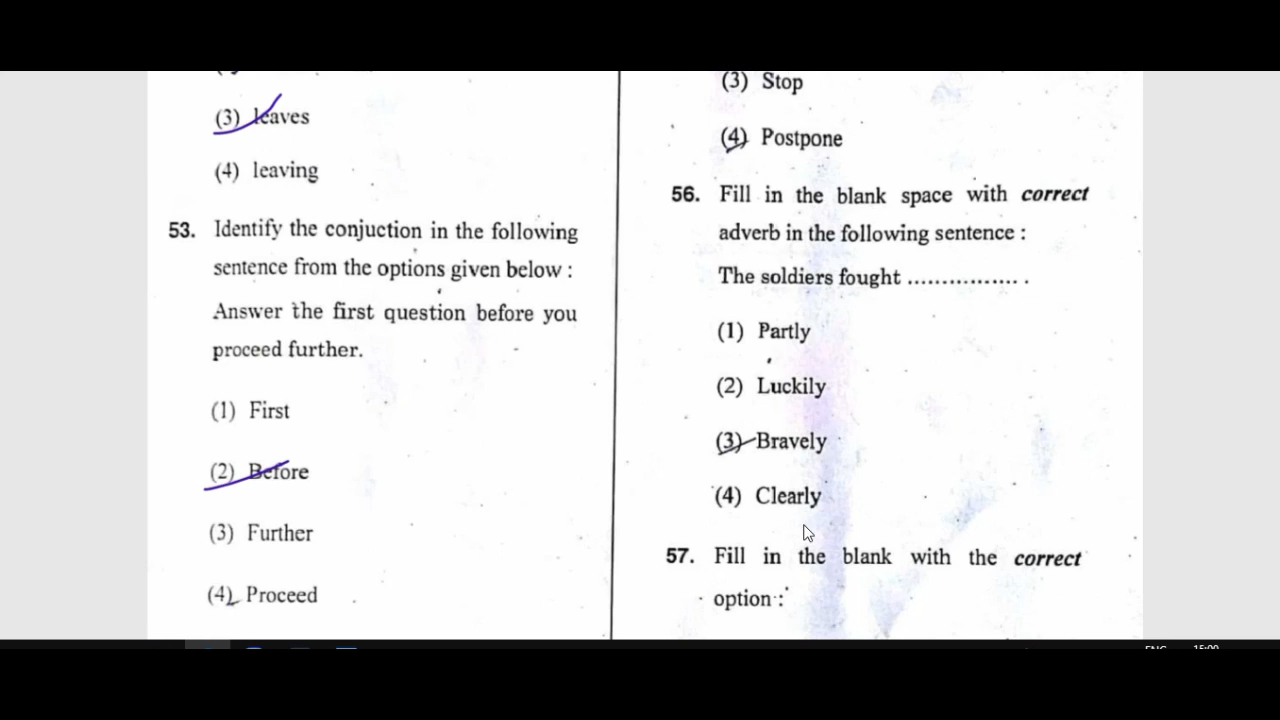 (3) leaves
(4) leaving
53. Identify the conjuction in the following
sentence from the options given below :
Answer the first question before you
proceed further.
(1) First
(2) Before
(3) Further
(4) Proceed
(3) Stop
(4) Postpone
56. Fill in the blank space with correct
adverb in the following sentence :
The soldiers fought ................ .
(1) Partly
(2) Luckily
(3) Bravely
(4) Clearly
57. Fill in the blank with the correct
option :